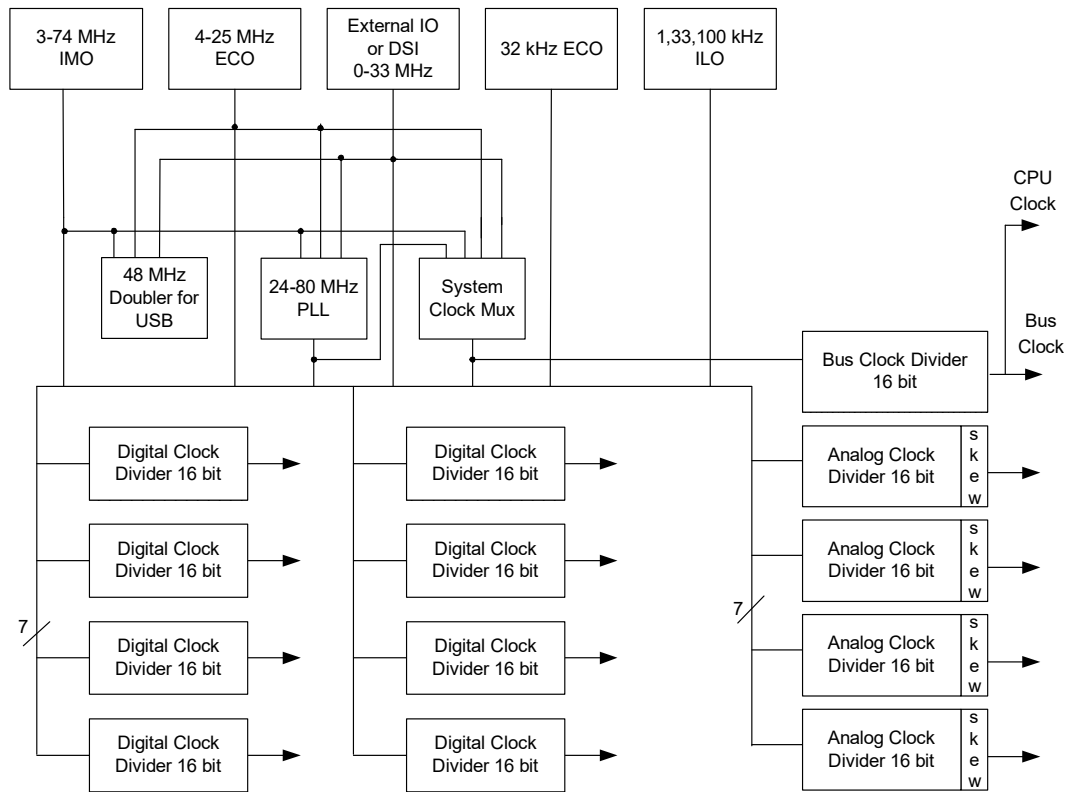 3-74 MHz
IMO
4-25 MHz
ECO
External IO
or DSI
0-33 MHz
32 kHz ECO
1,33,100 kHz
ILO
CPU
Clock
48 MHz
Doubler for
USB
24-80 MHz
PLL
System
Clock Mux
Bus
Clock
Bus Clock Divider
16 bit
Digital Clock
Divider 16 bit
Digital Clock
Divider 16 bit
Analog Clock
Divider 16 bit
s
k
e
w
Digital Clock
Divider 16 bit
Digital Clock
Divider 16 bit
Analog Clock
Divider 16 bit
s
k
e
w
7
7
Digital Clock
Divider 16 bit
Digital Clock
Divider 16 bit
Analog Clock
Divider 16 bit
s
k
e
w
Digital Clock
Divider 16 bit
Digital Clock
Divider 16 bit
Analog Clock
Divider 16 bit
s
k
e
w